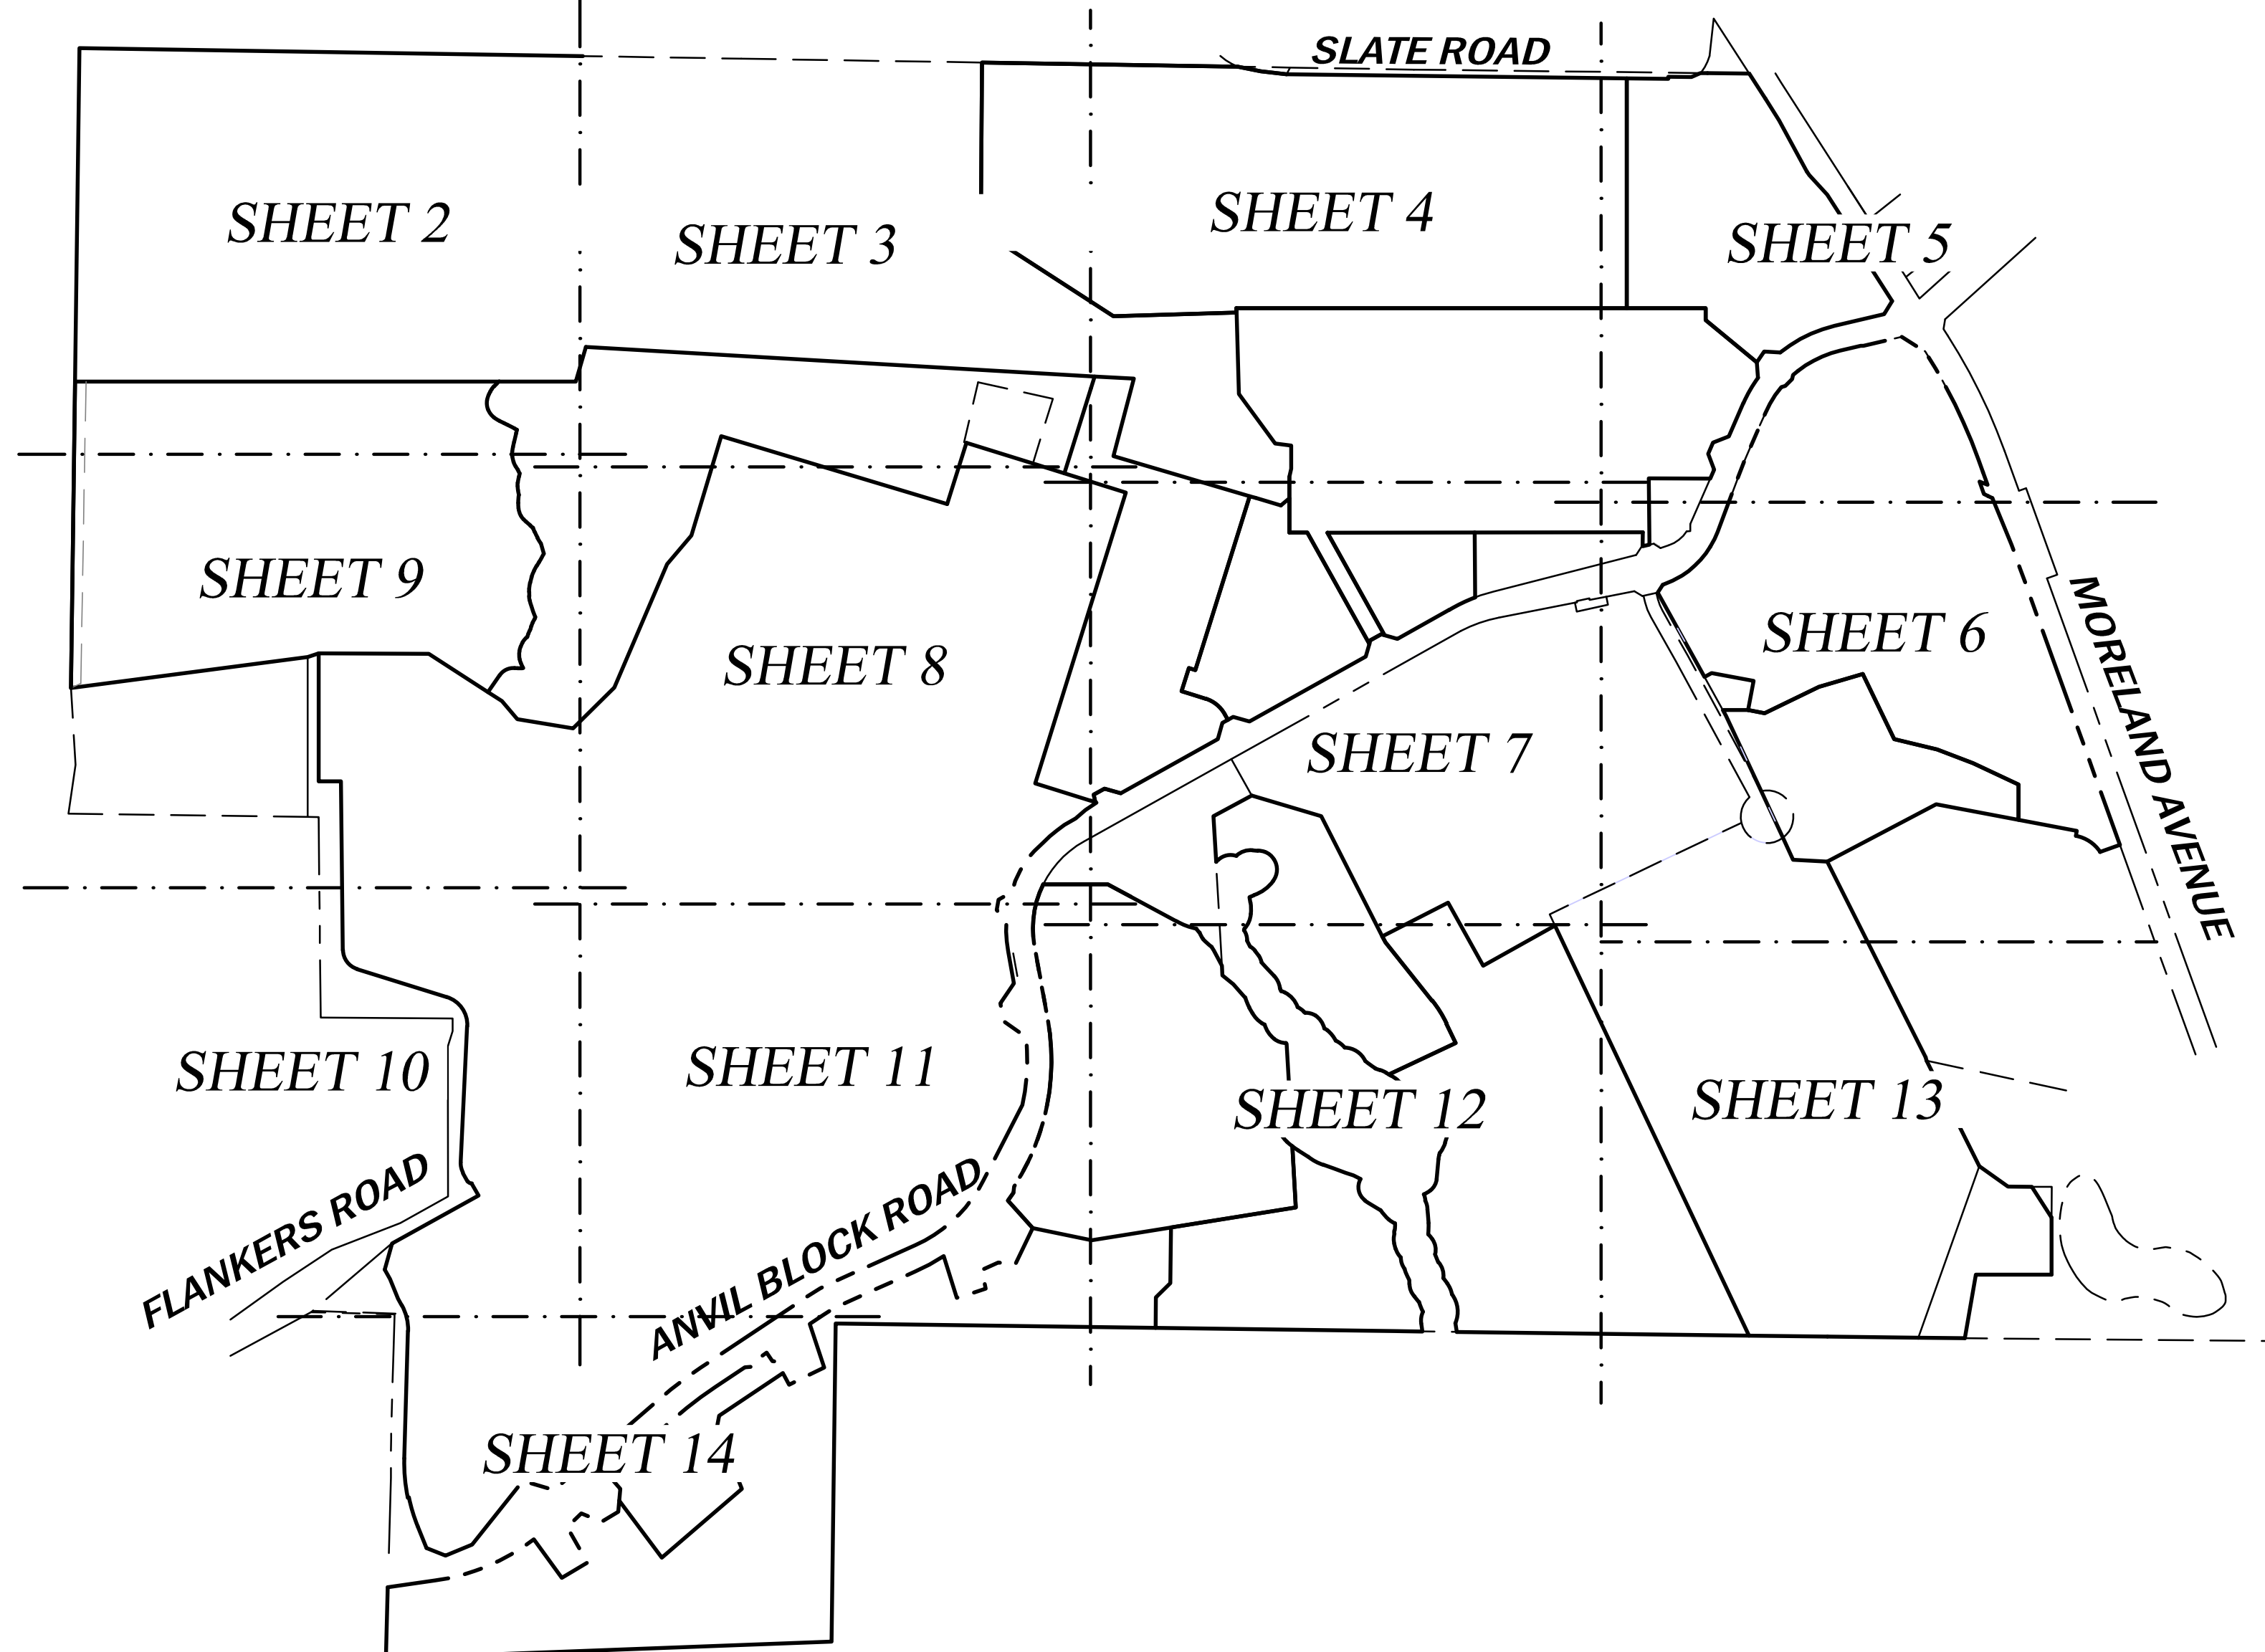 SLATE ROAD
SHEET 2
SHEET 3
SHEET 4
SHEET 5
SHEET 9
SHEET 8
SHEET 7
SHEET 6
MORELAND AVENUE
SHEET 10
SHEET 11
SHEET 12
SHEET 13
FLANKERS ROAD
ANVIL BLOCK ROAD
SHEET 14